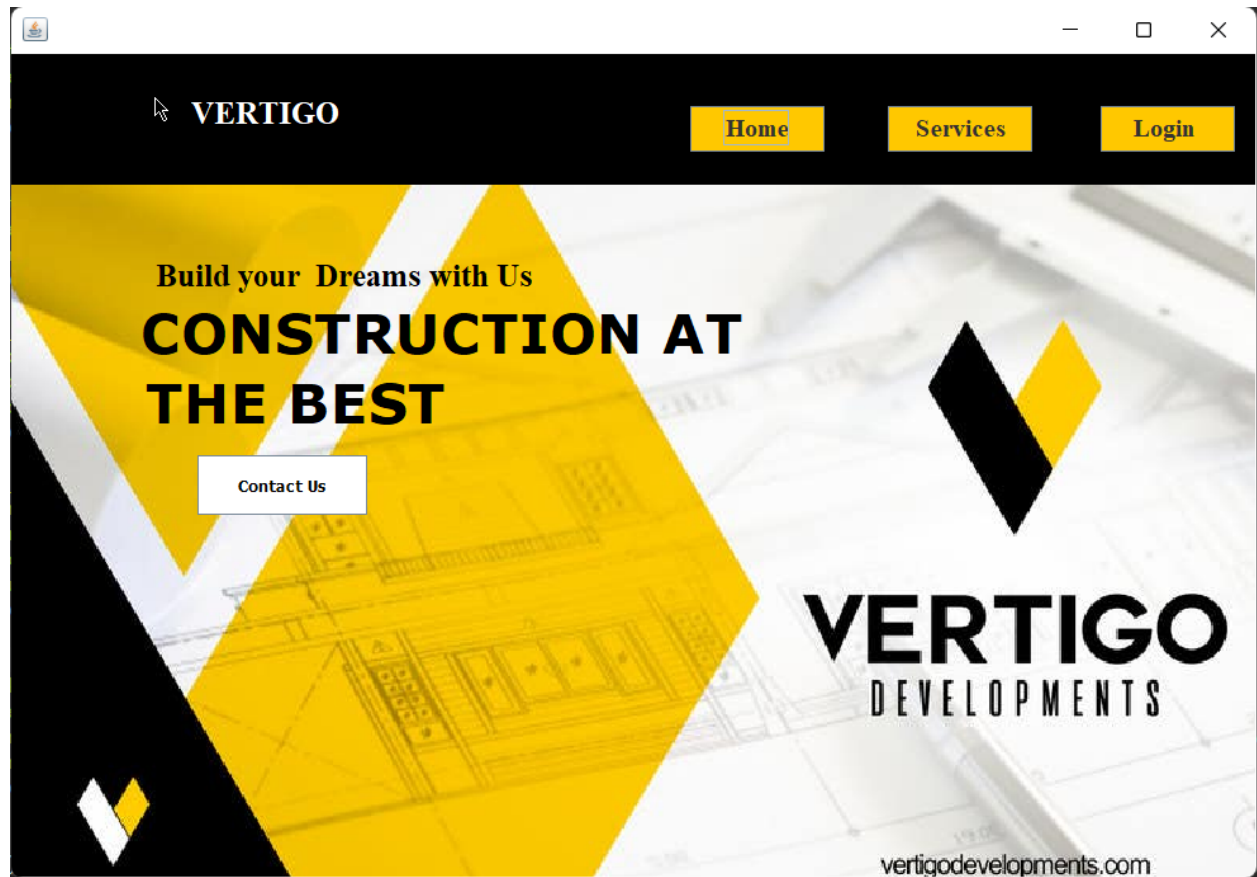 VERTIGO
Home Services Login
Build your  Dreams with Us
CONSTRUCTION AT
THE BEST
Contact Us
VERTIGO
DEVELOPMENTS
vertigodevelopments.com